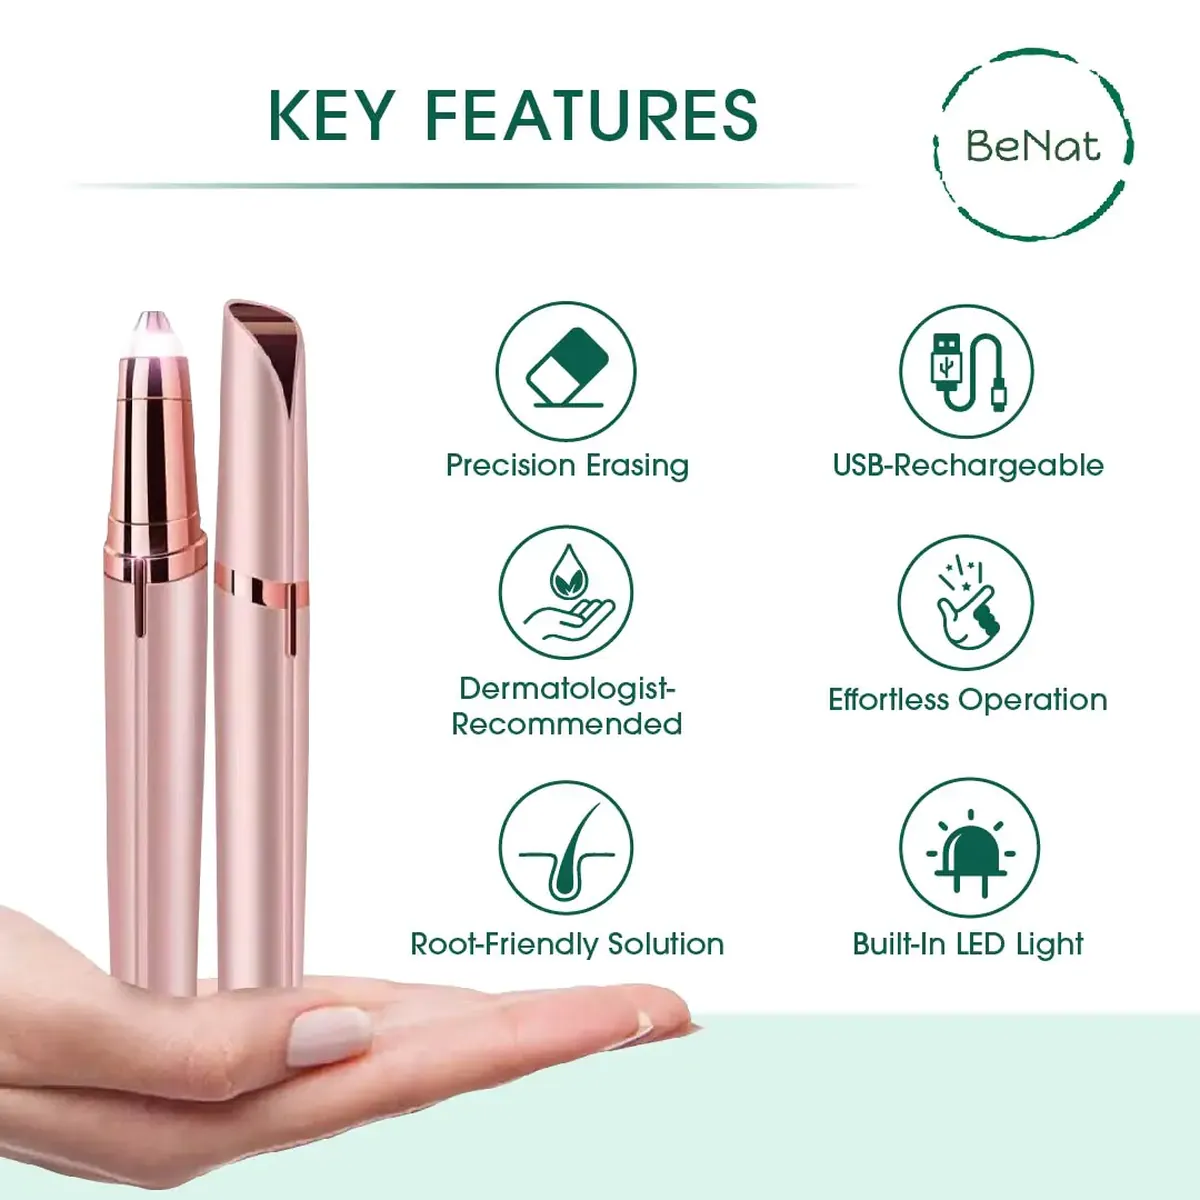 KEY FEATURES
BeNat
Precision Erasing
USB-Rechargeable
Dermatologist-
Recommended
Effortless Operation
Root-Friendly Solution
Built-In LED Light